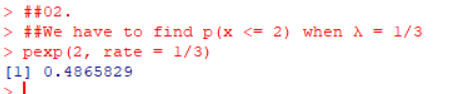 > ##02.
> ##We have to find p(x <= 2) when λ = 1/3
> pexp(2, rate = 1/3)
[1] 0.4865829
>